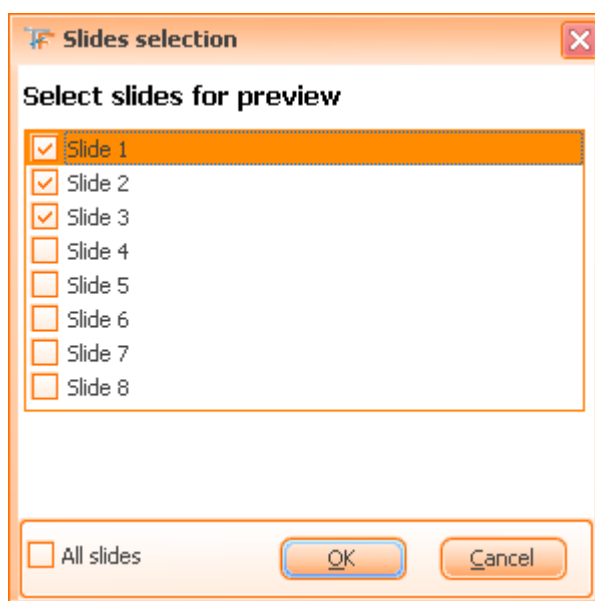 Slides selection
Select slides for preview
Slide 1
Slide 2
Slide 3
Slide 4
Slide 5
Slide 6
Slide 7
Slide 8
All slides OK Cancel